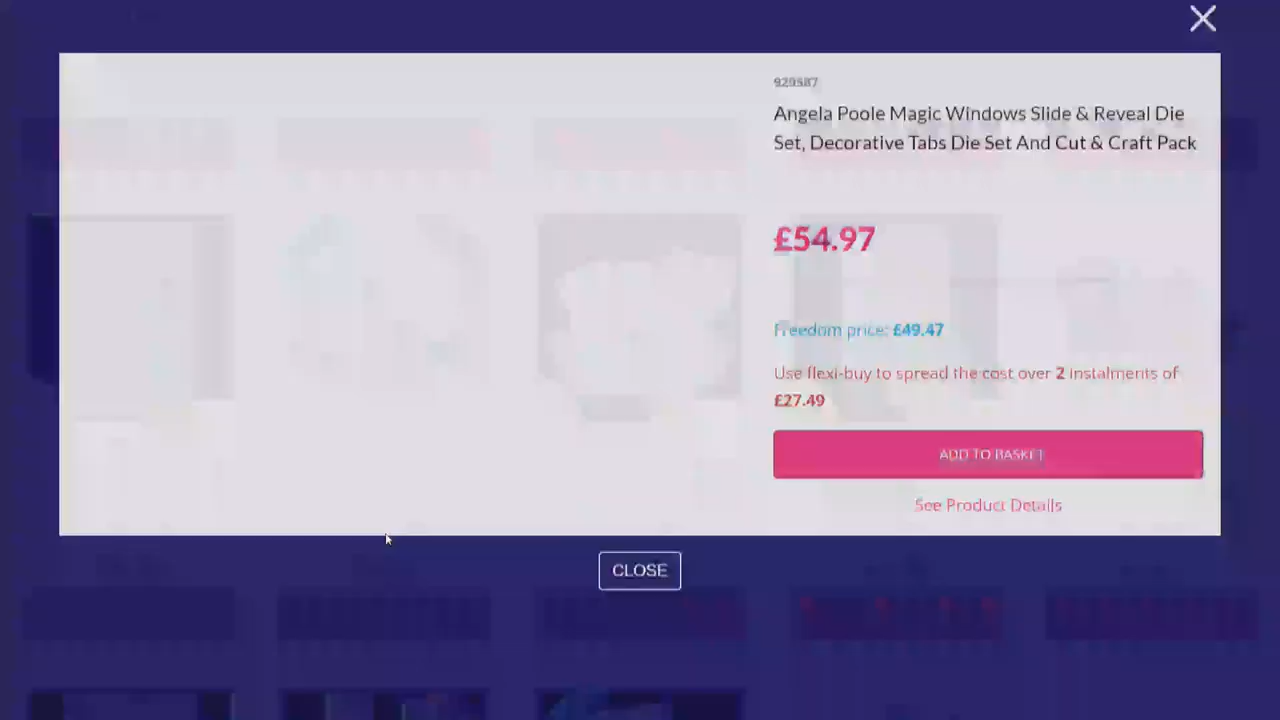 929587
Angela Poole Magic Windows Slide & Reveal Die
Set, Decorative Tabs Die Set And Cut & Craft Pack
£54.97
Freedom price: £49.47
Use flexi-buy to spread the cost over 2 instalments of
£27.49
ADD TO BASKET
See Product Details
CLOSE